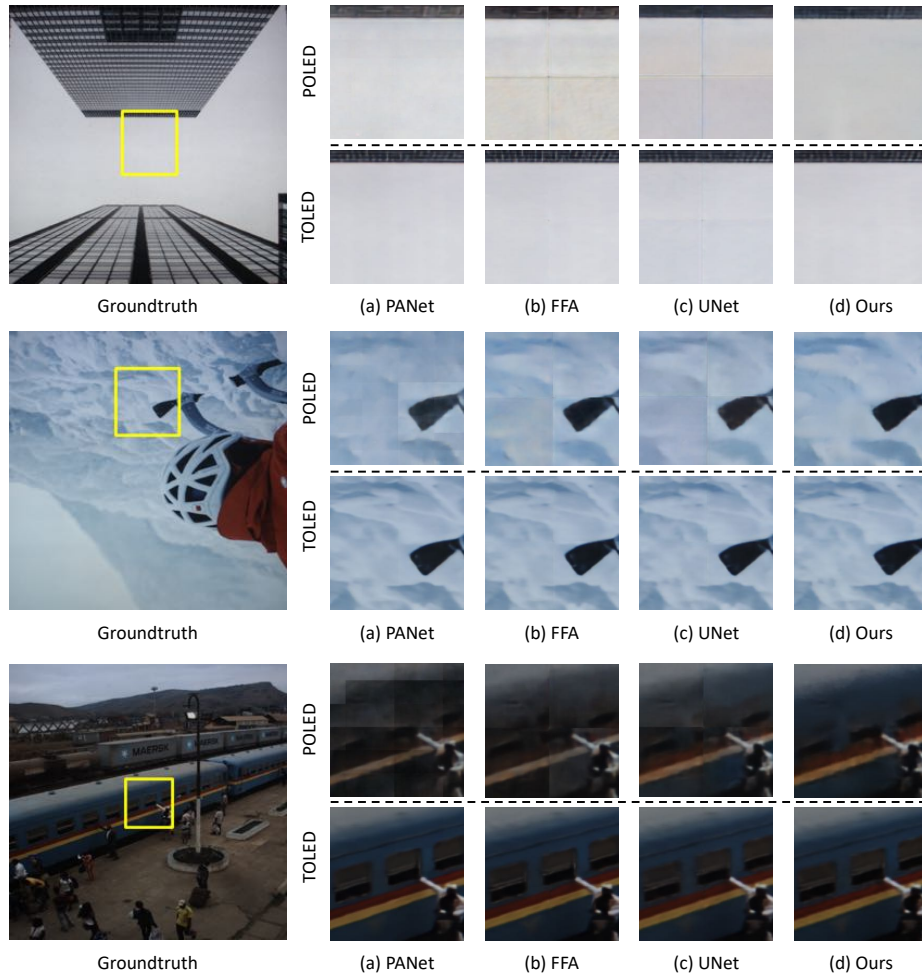 POLED
TOLED
Groundtruth
(a) PANet
(b) FFA
(c) UNet
(d) Ours
POLED
TOLED
Groundtruth
(a) PANet
(b) FFA
(c) UNet
(d) Ours
MAERSK
POLED
TOLED
Groundtruth
(a) PANet
(b) FFA
(c) UNet
(d) Ours